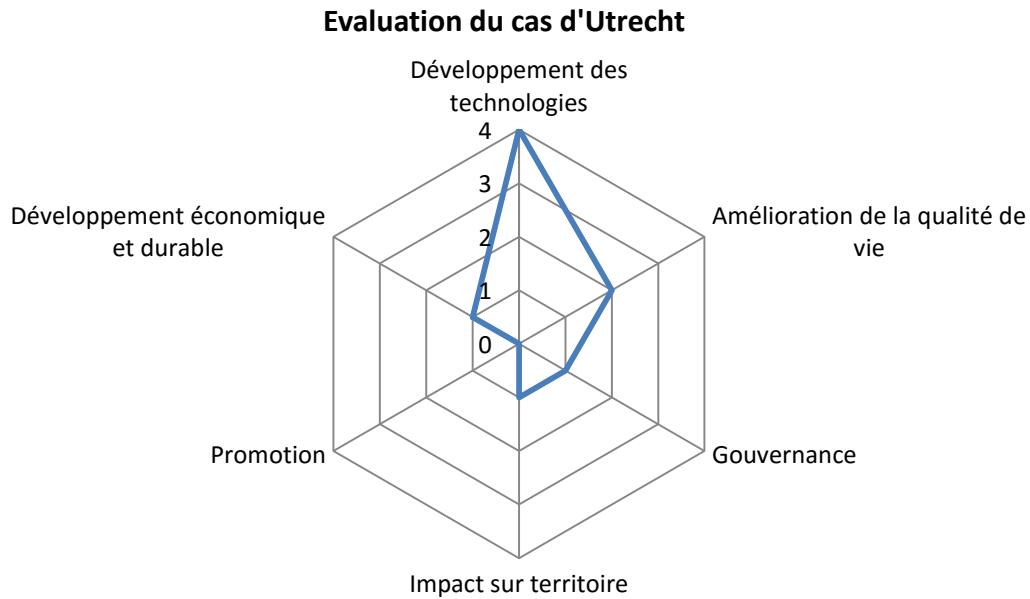 Evaluation du cas d'Utrecht
Développement des
technologies
4
3
2
1
0
Amélioration de la qualité de
vie
Gouvernance
Impact sur territoire
Promotion
Développement économique
et durable